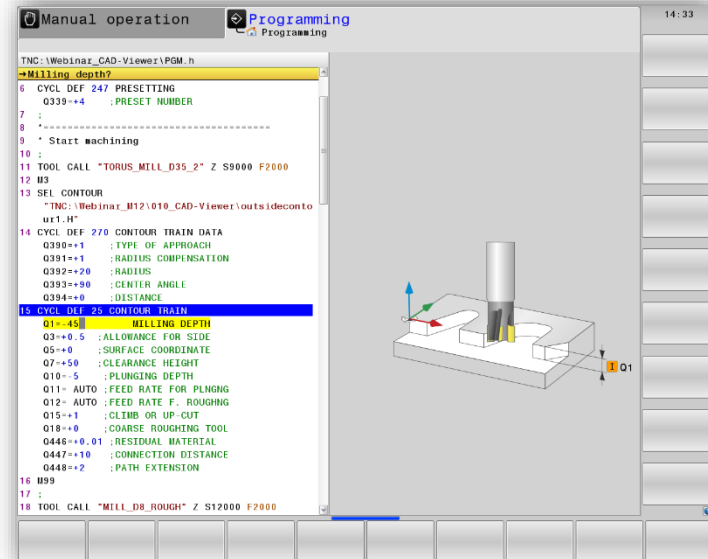 Manual operation
Programming
Programming
14:33
TNC:\Webinar_CAD-Viewer\PGM.h
→Milling depth?
6 CYCL DEF 247 PRESETTING
Q339=+4 ;PRESET NUMBER
7 ;
8 *-------------------------------------
9 * Start machining
10 ;
11 TOOL CALL "TORUS_MILL_D35_2" Z S9000 F2000
12 M3
13 SEL CONTOUR
"TNC:\Webinar_M12\010_CAD-Viewer\outsideconto
ur1.H"
14 CYCL DEF 270 CONTOUR TRAIN DATA
Q390=+1 ;TYPE OF APPROACH
Q391=+1 ;RADIUS COMPENSATION
Q392=+20 ;RADIUS
Q393=+90 ;CENTER ANGLE
Q394=+0 ;DISTANCE
15 CYCL DEF 25 CONTOUR TRAIN
Q1=-45 MILLING DEPTH
Q3=+0.5 ;ALLOWANCE FOR SIDE
Q5=+0 ;SURFACE COORDINATE
Q7=+50 ;CLEARANCE HEIGHT
Q10=-5 ;PLUNGING DEPTH
Q11= AUTO ;FEED RATE FOR PLNGNG
Q12= AUTO ;FEED RATE F. ROUGHNG
Q15=+1 ;CLIMB OR UP-CUT
Q18=+0 ;COARSE ROUGHING TOOL
Q446=+0.01 ;RESIDUAL MATERIAL
Q447=+10 ;CONNECTION DISTANCE
Q448=+2 ;PATH EXTENSION
16 M99
17 ;
18 TOOL CALL "MILL_D8_ROUGH" Z S12000 F2000
I Q1